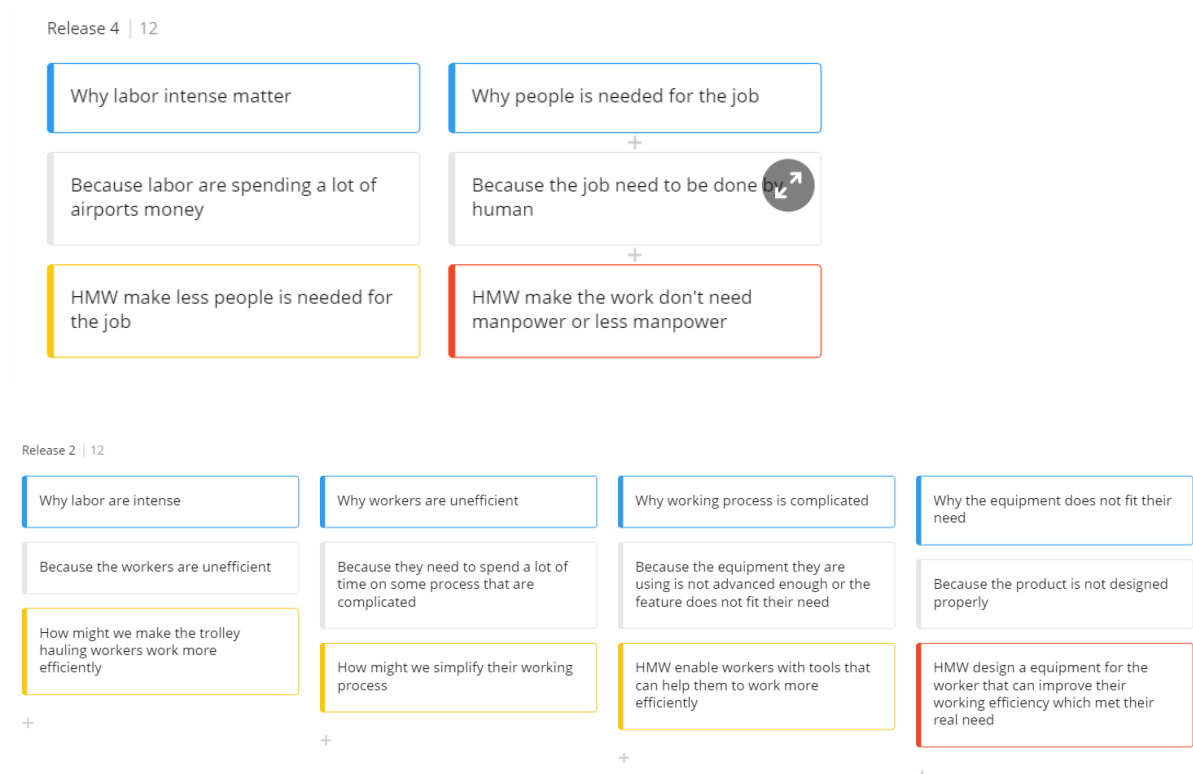 Release 4 | 12
Why labor intense matter
Why people is needed for the job
Because labor are spending a lot of
airports money
Because the job need to be done by
human
HMW make less people is needed for
the job
HMW make the work don't need
manpower or less manpower
Release 2 | 12
Why labor are intense
Because the workers are unefficient
How might we make the trolley
hauling workers work more
efficiently
Why workers are unefficient
Because they need to spend a lot of
time on some process that are
complicated
How might we simplify their working
process
Why working process is complicated
Because the equipment they are
using is not advanced enough or the
feature does not fit their need
HMW enable workers with tools that
can help them to work more
efficiently
Why the equipment does not fit their
need
Because the product is not designed
properly
HMW design a equipment for the
worker that can improve their
working efficiency which met their
real need